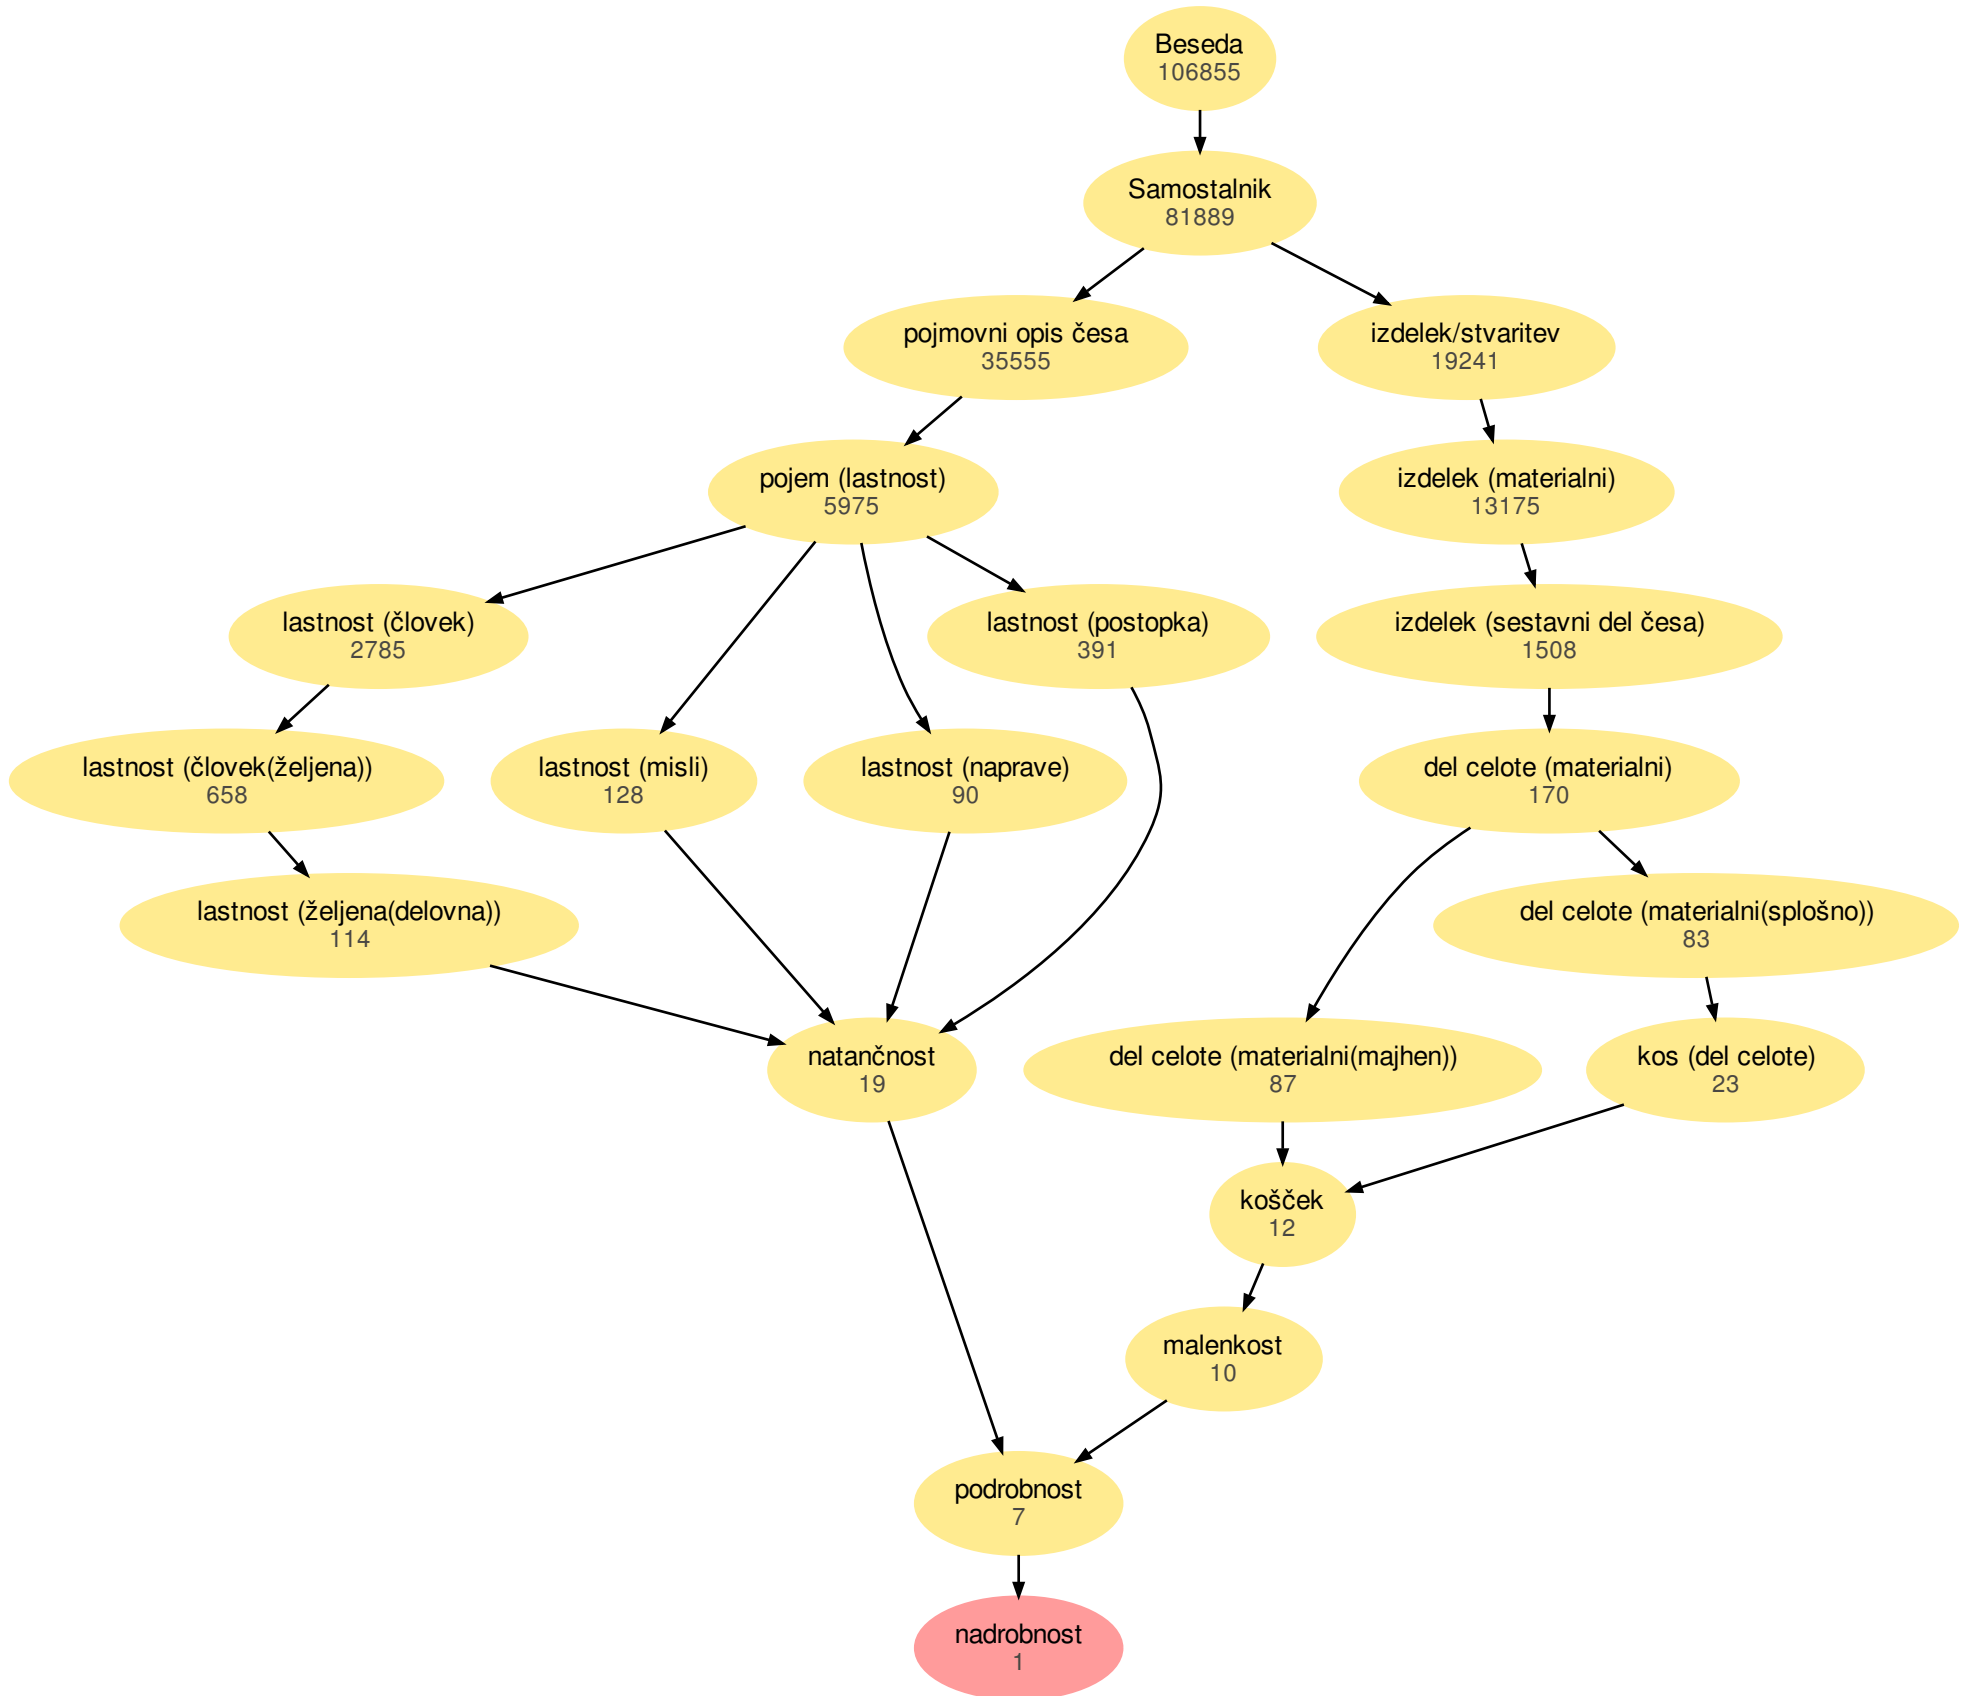 Beseda
106855
Samostalnik
81889
pojmovni opis česa
35555
izdelek/stvaritev
19241
pojem (lastnost)
5975
izdelek (materialni)
13175
lastnost (človek)
2785
lastnost (postopka)
391
izdelek (sestavni del česa)
1508
lastnost (človek(željena))
658
lastnost (misli)
128
lastnost (naprave)
90
del celote (materialni)
170
lastnost (željena(delovna))
114
del celote (materialni(splošno))
83
natančnost
19
del celote (materialni(majhen))
87
kos (del celote)
23
košček
12
malenkost
10
podrobnost
7
nadrobnost
1